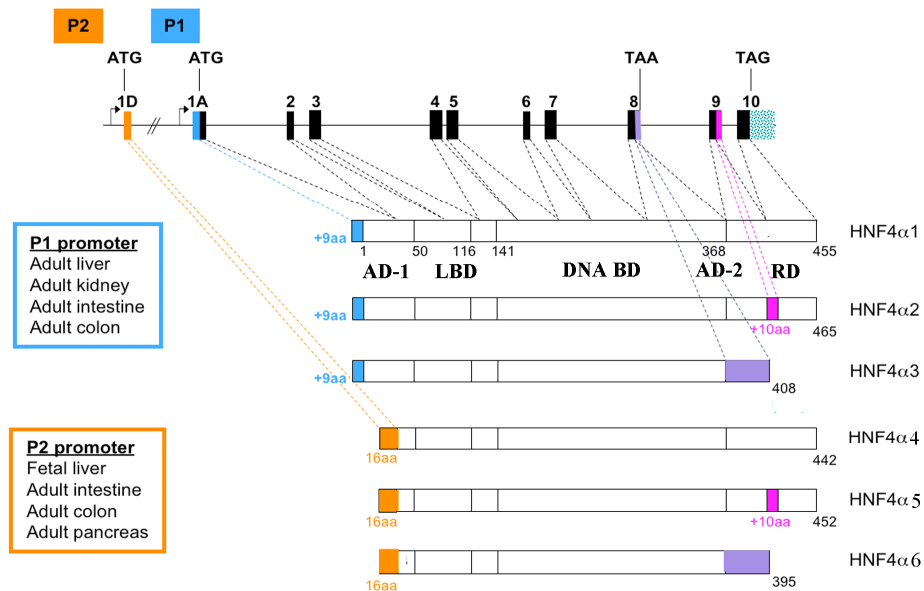 P2 P1
ATG ATG TAA TAG
1D 1A 2 3 4 5 6 7 8 9 10
P1 promoter
Adult liver
Adult kidney
Adult intestine
Adult colon
+9aa HNF4α1
1 50 116 141 368 455
AD-1 LBD DNA BD AD-2 RD
+9aa HNF4α2
+10aa 465
+9aa HNF4α3
408
P2 promoter
Fetal liver
Adult intestine
Adult colon
Adult pancreas
HNF4α4
16aa 442
HNF4α5
16aa +10aa 452
HNF4α6
16aa 395